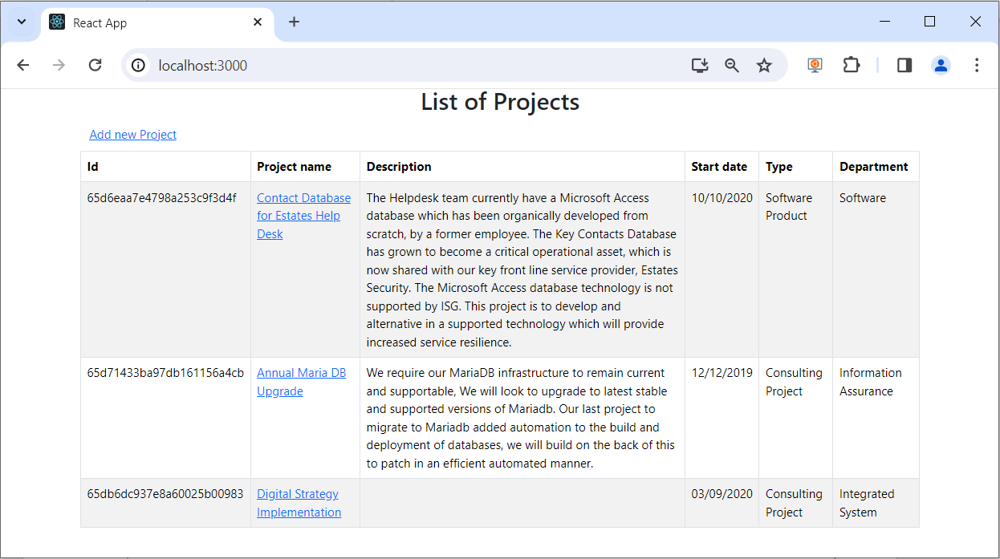 React App
localhost:3000
List of Projects
Add new Project
Id Project name Description Start date Type Department
65d6eaa7e4798a253c9f3d4f Contact Database The Helpdesk team currently have a Microsoft Access 10/10/2020 Software Software
for Estates Help database which has been organically developed from Product
Desk scratch, by a former employee. The Key Contacts Database
has grown to become a critical operational asset, which is
now shared with our key front line service provider, Estates
Security. The Microsoft Access database technology is not
supported by ISG. This project is to develop and
alternative in a supported technology which will provide
increased service resilience.
65d71433ba97db161156a4cb Annual Maria DB We require our MariaDB infrastructure to remain current 12/12/2019 Consulting Information
Upgrade and supportable, We will look to upgrade to latest stable Project Assurance
and supported versions of Mariadb. Our last project to
migrate to Mariadb added automation to the build and
deployment of databases, we will build on the back of this
to patch in an efficient automated manner.
65db6dc937e8a60025b00983 Digital Strategy 03/09/2020 Consulting Integrated
Implementation Project System